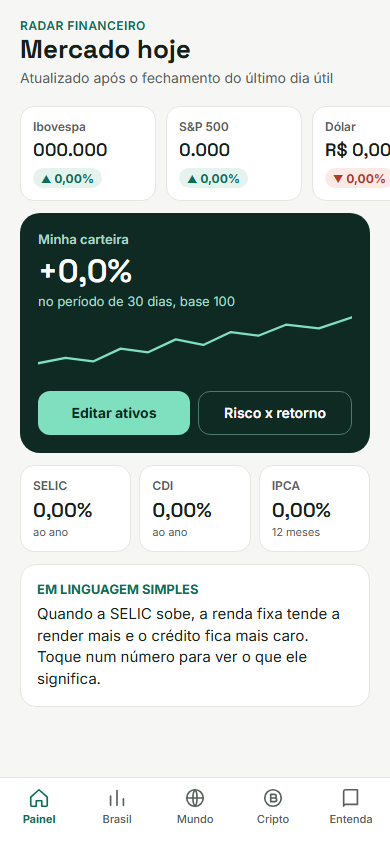 RADAR FINANCEIRO
Mercado hoje
Atualizado após o fechamento do último dia útil
Ibovespa
000.000
▲ 0,00%
S&P 500
0.000
▲ 0,00%
Dólar
R$ 0,00
▼ 0,00%
Minha carteira
+0,0%
no período de 30 dias, base 100
Editar ativos
Risco x retorno
SELIC
0,00%
ao ano
CDI
0,00%
ao ano
IPCA
0,00%
12 meses
EM LINGUAGEM SIMPLES
Quando a SELIC sobe, a renda fixa tende a
render mais e o crédito fica mais caro.
Toque num número para ver o que ele
significa.
Painel
Brasil
Mundo
Cripto
Entenda